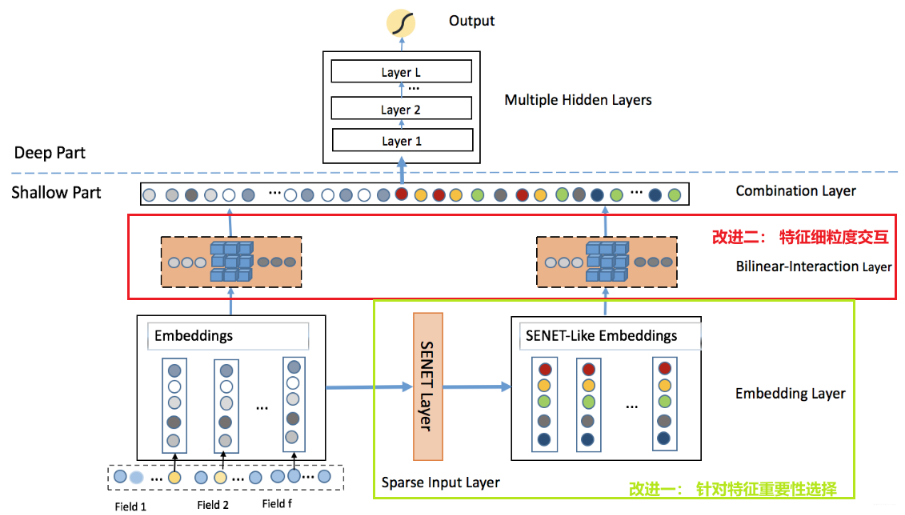 Output
Layer L
...
Layer 2
Layer 1
Multiple Hidden Layers
Deep Part
Shallow Part
...
...
Combination Layer
改进二： 特征细粒度交互
Bilinear-Interaction Layer
Embeddings
...
SENET Layer
SENET-Like Embeddings
...
Embedding Layer
... ... ...
Sparse Input Layer
Field 1
Field 2
Field f
改进一： 针对特征重要性选择